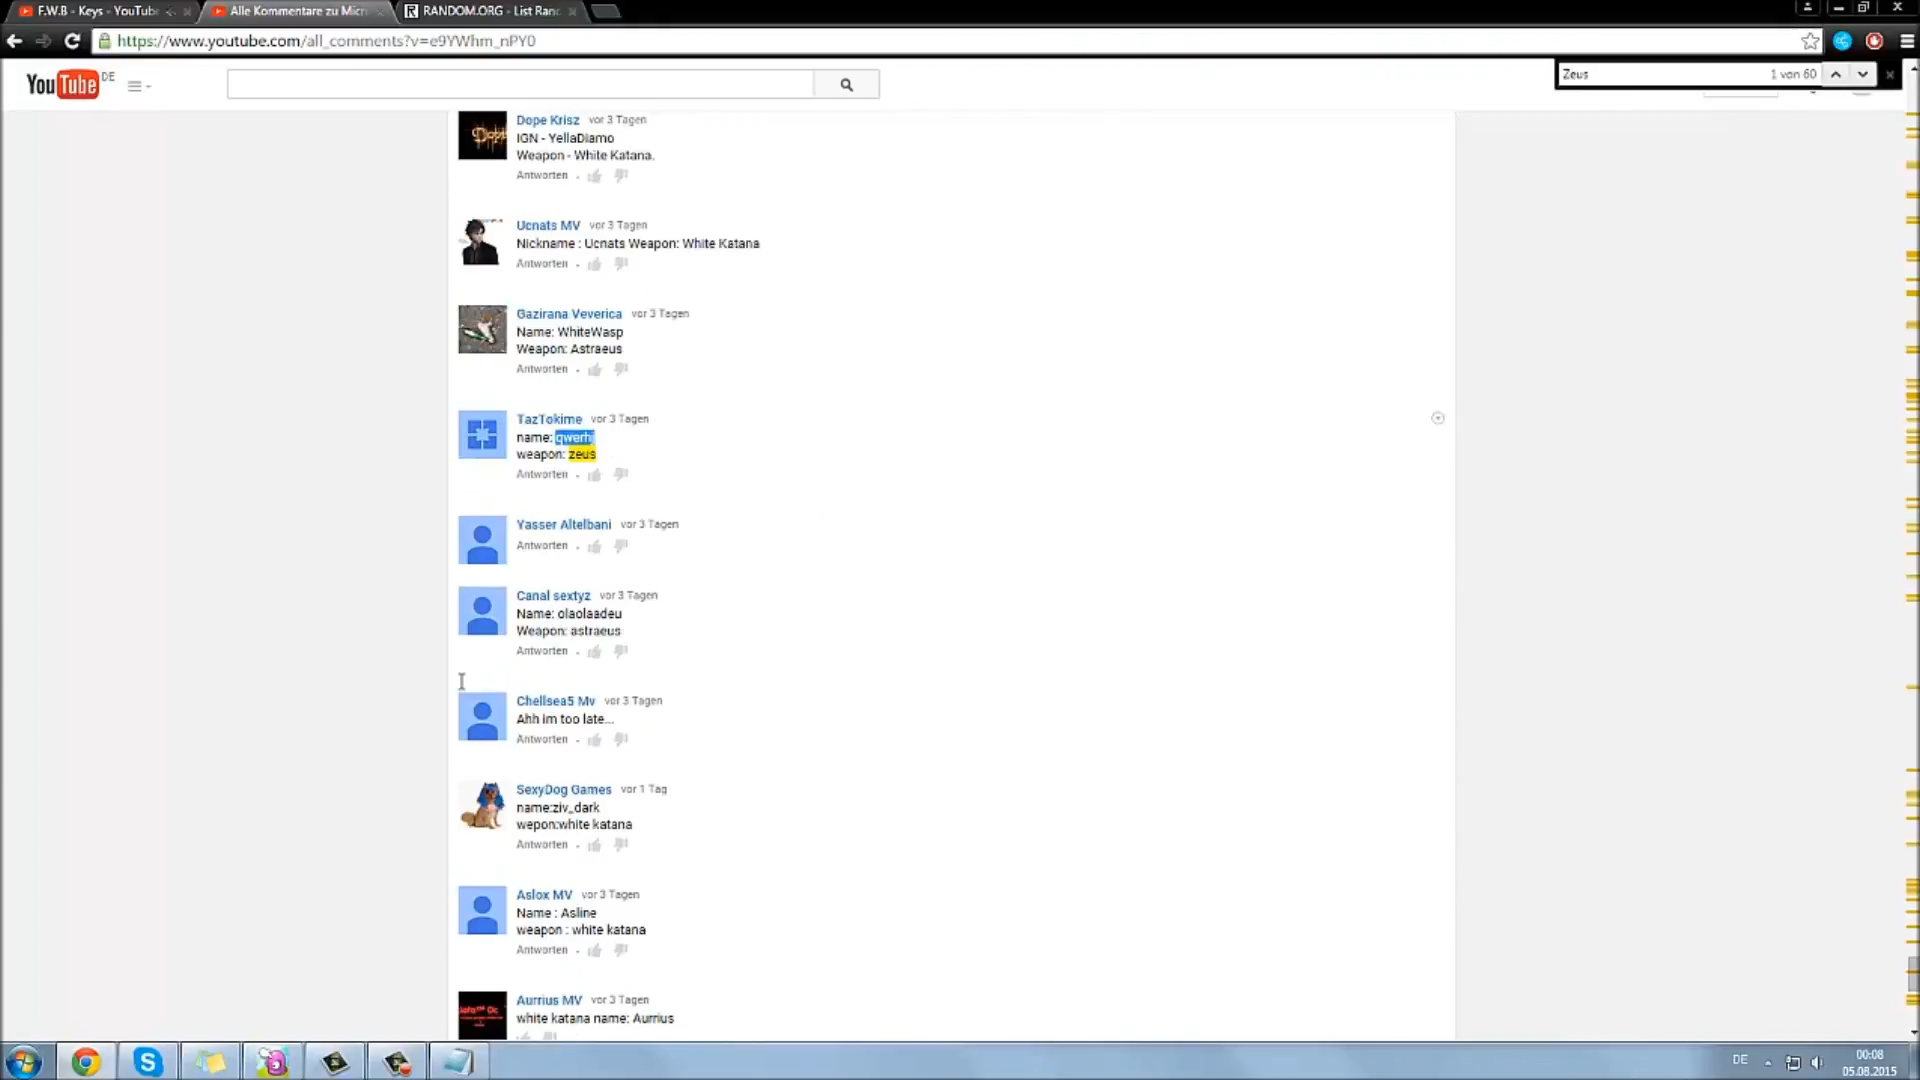 F.W.B - Keys - YouTube
Alle Kommentare zu Micr
RANDOM.ORG - List Ran
https://www.youtube.com/all_comments?v=e9YWhm_nPY0
YouTube DE
Zeus 1 von 60
Dope Krisz vor 3 Tagen
IGN - YellaDiamo
Weapon - White Katana.
Antworten
Ucnats MV vor 3 Tagen
Nickname : Ucnats Weapon: White Katana
Antworten
Gazirana Veverica vor 3 Tagen
Name: WhiteWasp
Weapon: Astraeus
Antworten
TazTokime vor 3 Tagen
name: qwerhj
weapon: zeus
Antworten
Yasser Altelbani vor 3 Tagen
Antworten
Canal sextyz vor 3 Tagen
Name: olaolaadeu
Weapon: astraeus
Antworten
Chellsea5 Mv vor 3 Tagen
Ahh im too late...
Antworten
SexyDog Games vor 1 Tag
name:ziv_dark
wepon:white katana
Antworten
Aslox MV vor 3 Tagen
Name : Asline
weapon : white katana
Antworten
Aurrius MV vor 3 Tagen
white katana name: Aurrius
DE
00:08
05.08.2015